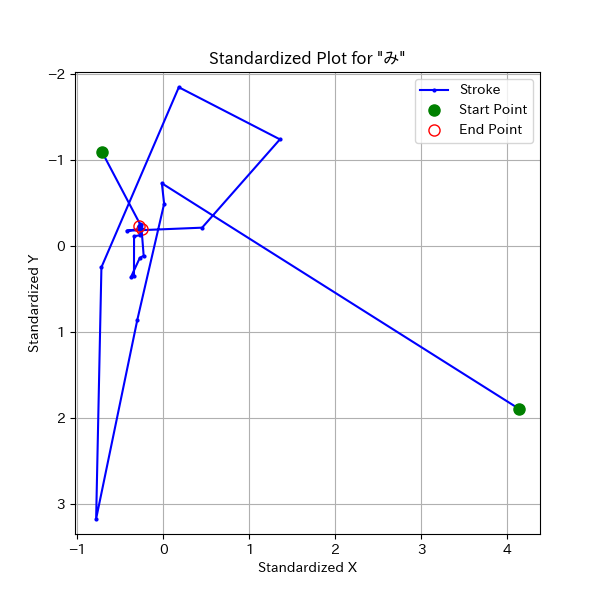 Standardized Plot for "み"
Stroke
Start Point
End Point
Standardized Y
−2
−1
0
1
2
3
−1
0
1
2
3
4
Standardized X